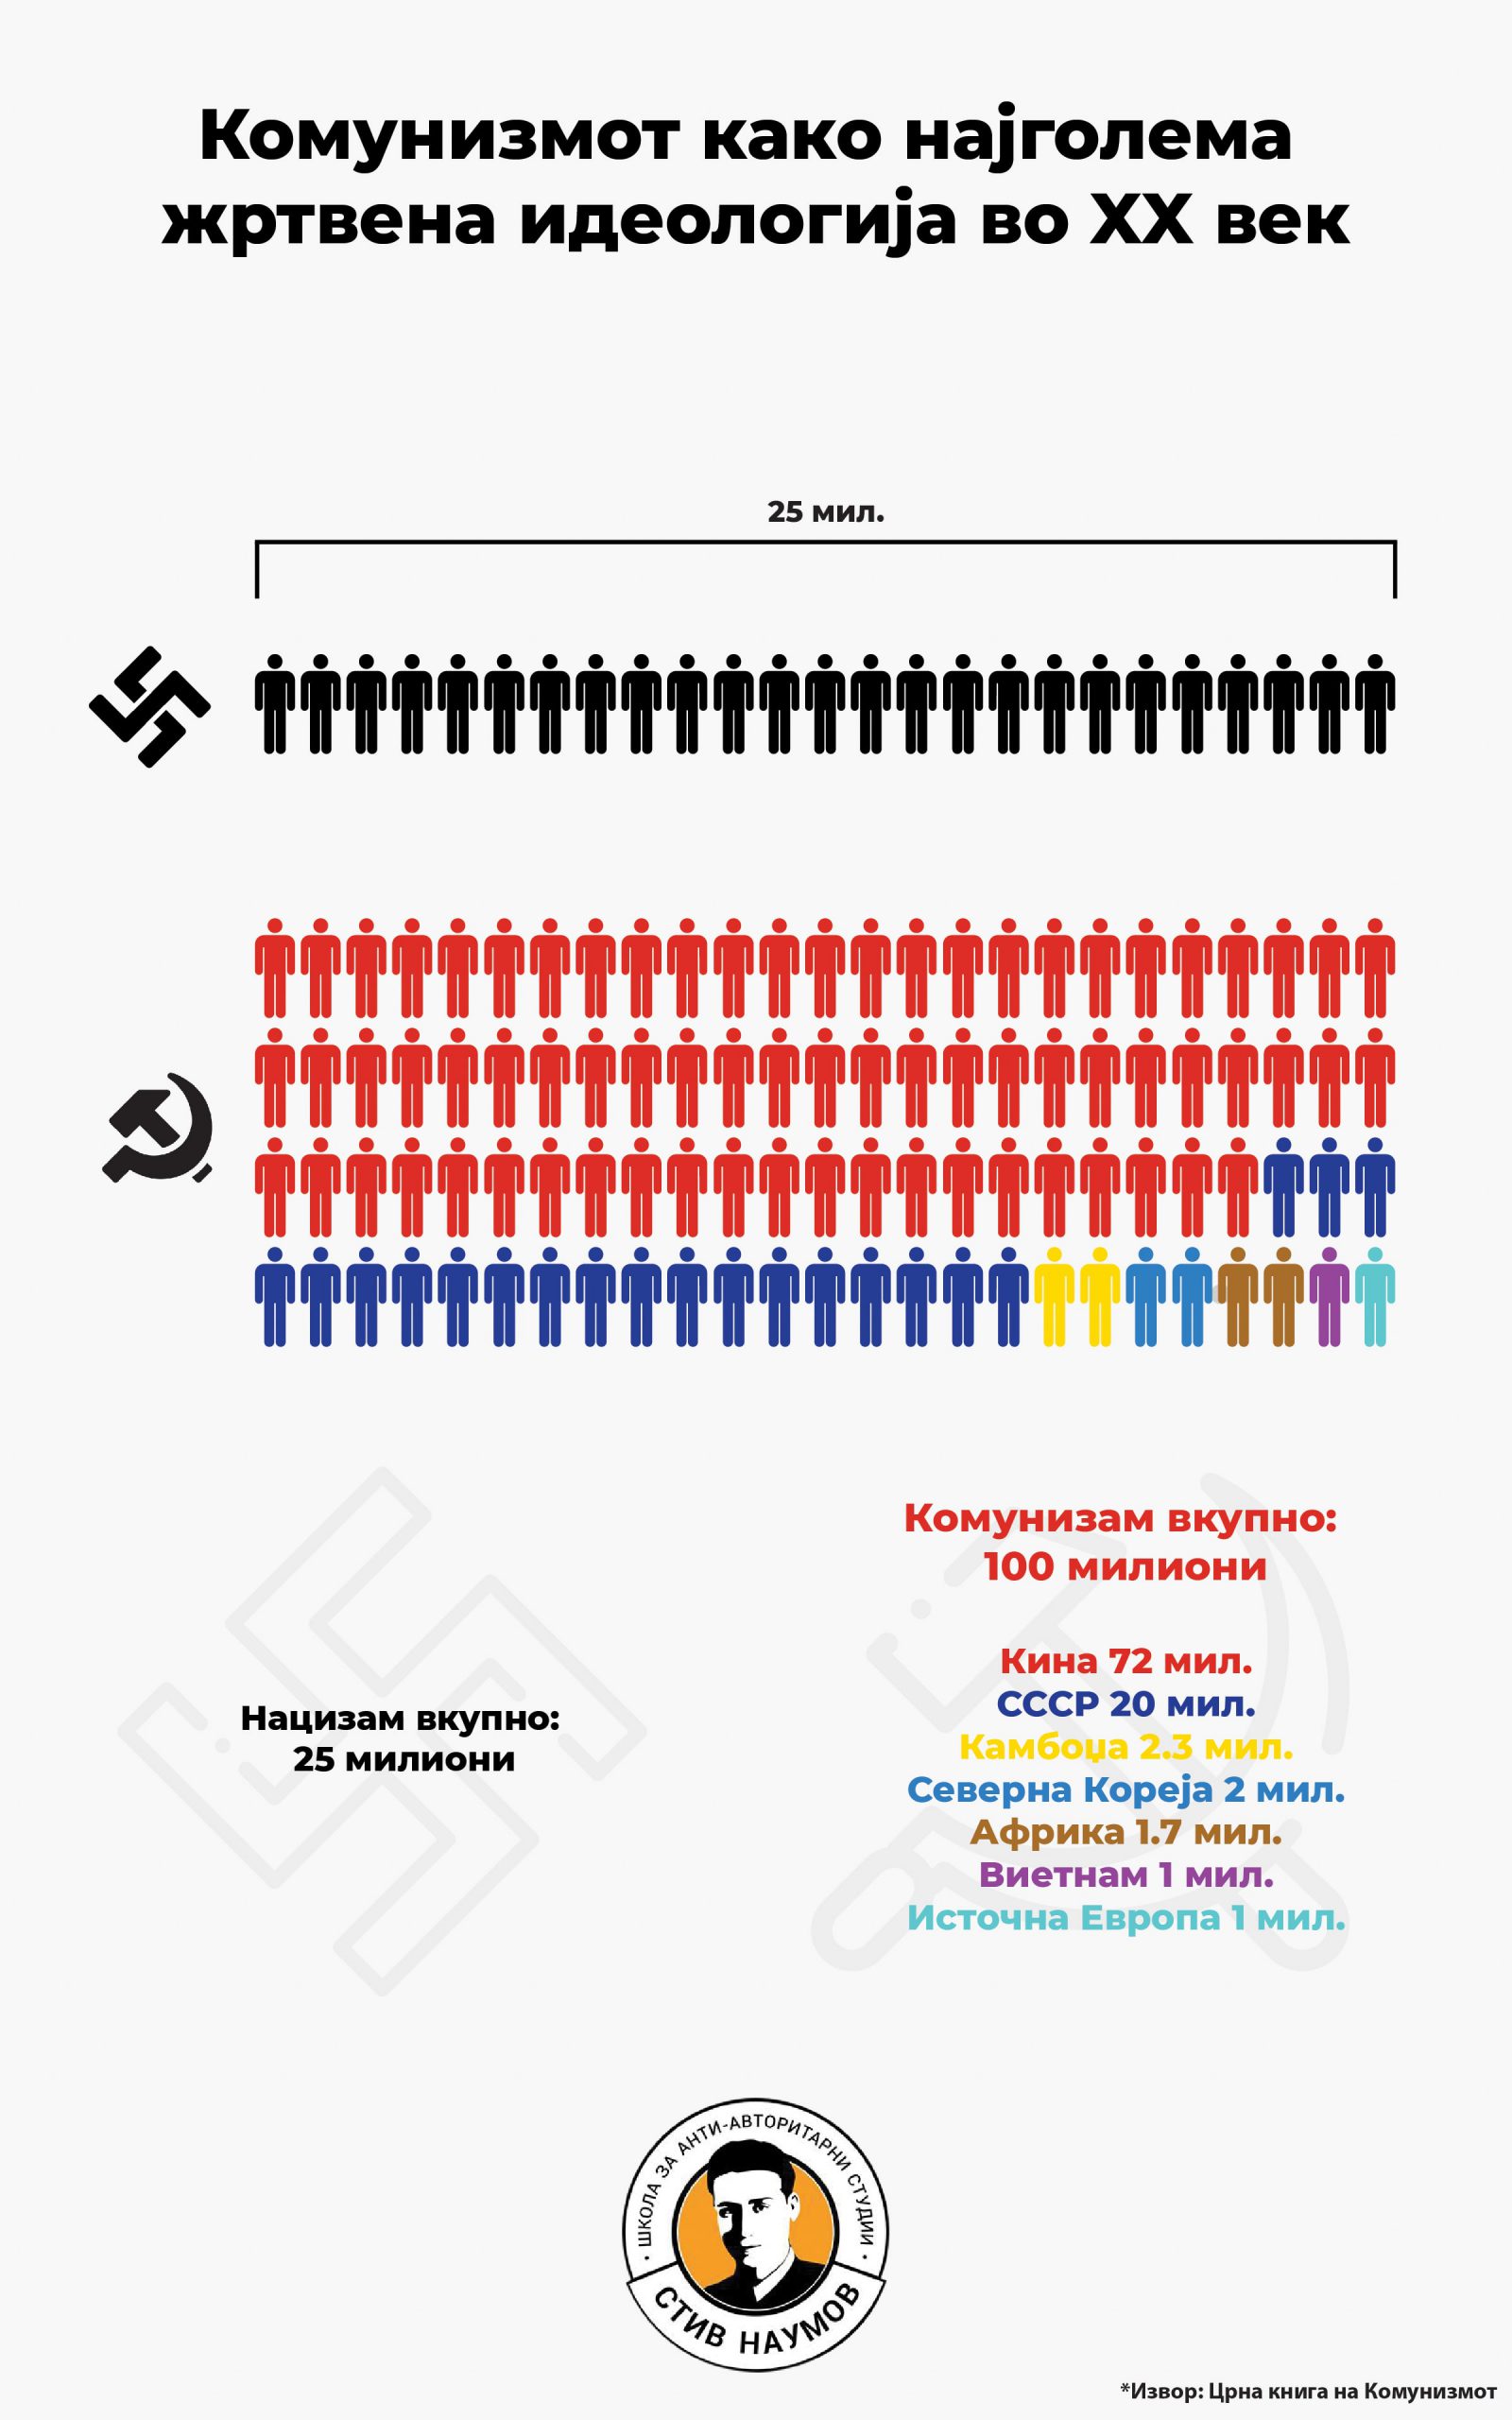 Комунизмот како најголема
жртвена идеологија во XX век
25 мил.
Нацизам вкупно:
25 милиони
Комунизам вкупно:
100 милиони
Кина 72 мил.
СССР 20 мил.
Камбоџа 2.3 мил.
Северна Кореја 2 мил.
Африка 1.7 мил.
Виетнам 1 мил.
Источна Европа 1 мил.
· ШКОЛА ЗА АНТИ-АВТОРИТАРНИ СТУДИИ ·
СТИВ НАУМОВ
*Извор: Црна книга на Комунизмот